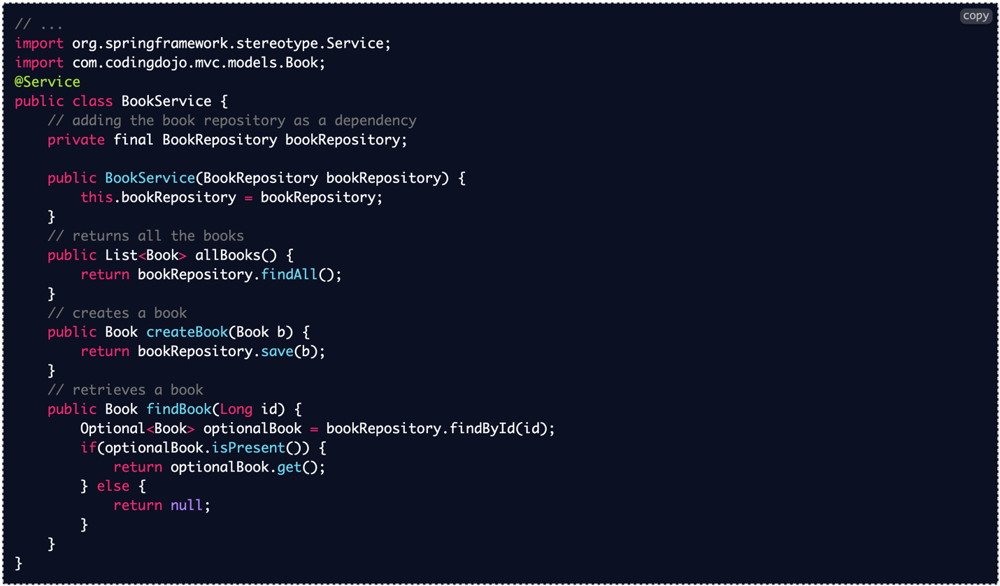 copy
// ...
import org.springframework.stereotype.Service;
import com.codingdojo.mvc.models.Book;
@Service
public class BookService {
    // adding the book repository as a dependency
    private final BookRepository bookRepository;

    public BookService(BookRepository bookRepository) {
        this.bookRepository = bookRepository;
    }
    // returns all the books
    public List<Book> allBooks() {
        return bookRepository.findAll();
    }
    // creates a book
    public Book createBook(Book b) {
        return bookRepository.save(b);
    }
    // retrieves a book
    public Book findBook(Long id) {
        Optional<Book> optionalBook = bookRepository.findById(id);
        if(optionalBook.isPresent()) {
            return optionalBook.get();
        } else {
            return null;
        }
    }
}